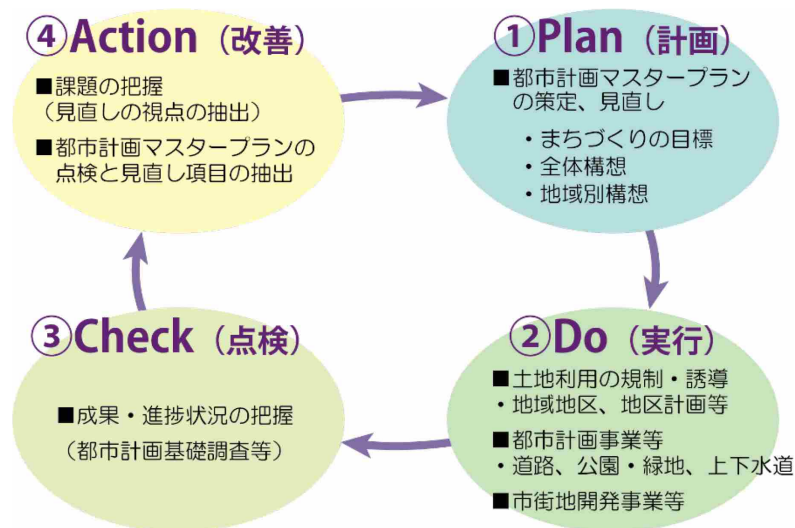 ①Plan（計画）
■都市計画マスタープラン
の策定、見直し
・まちづくりの目標
・全体構想
・地域別構想
②Do（実行）
■土地利用の規制・誘導
・地域地区、地区計画等
■都市計画事業等
・道路、公園・緑地、上下水道
■市街地開発事業等
③Check（点検）
■成果・進捗状況の把握
（都市計画基礎調査等）
④Action（改善）
■課題の把握
（見直しの視点の抽出）
■都市計画マスタープランの
点検と見直し項目の抽出